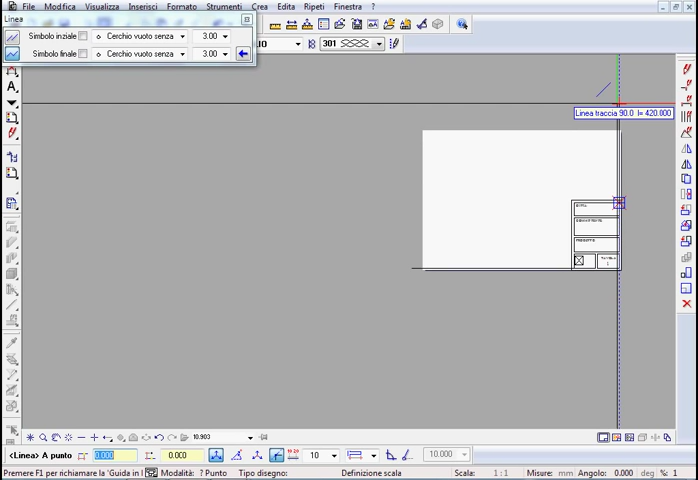 File Modifica Visualizza Inserisci Formato Strumenti Crea Edita Ripeti Finestra ?
Linea
Simbolo iniziale Cerchio vuoto senza 3.00
301
Simbolo finale Cerchio vuoto senza 3.00
Linea traccia 90.0 l= 420.000
10.903
<Linea> A punto 0.000 0.000 10 10.000
Premere F1 per richiamare la 'Guida in l Modalità: ? Punto Tipo disegno: Definizione scala Scala: 1 : 1 Misure: mm Angolo: 0.000 %: 1